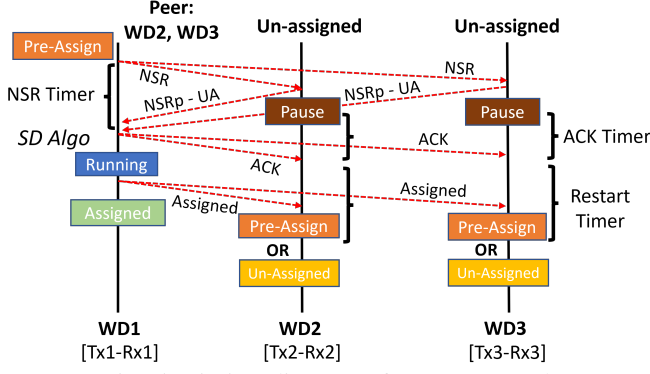 Peer:
WD2, WD3
Un-assigned
Un-assigned
Pre-Assign
NSR
NSR
NSR Timer
NSRp - UA
NSRp - UA
Pause
Pause
SD Algo
ACK
ACK Timer
ACK
Running
Assigned
Assigned
Restart
Timer
Assigned
Pre-Assign
Pre-Assign
OR
OR
Un-Assigned
Un-Assigned
WD1
WD2
WD3
[Tx1-Rx1]
[Tx2-Rx2]
[Tx3-Rx3]